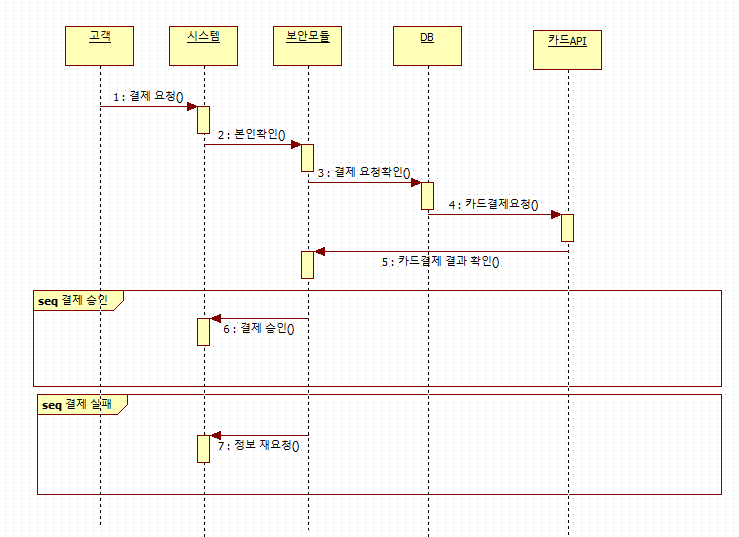 고객
시스템
보안모듈
DB
카드API
1 : 결제 요청()
2 : 본인확인()
3 : 결제 요청확인()
4 : 카드결제요청()
5 : 카드결제 결과 확인()
seq 결제 승인
6 : 결제 승인()
seq 결제 실패
7 : 정보 재요청()